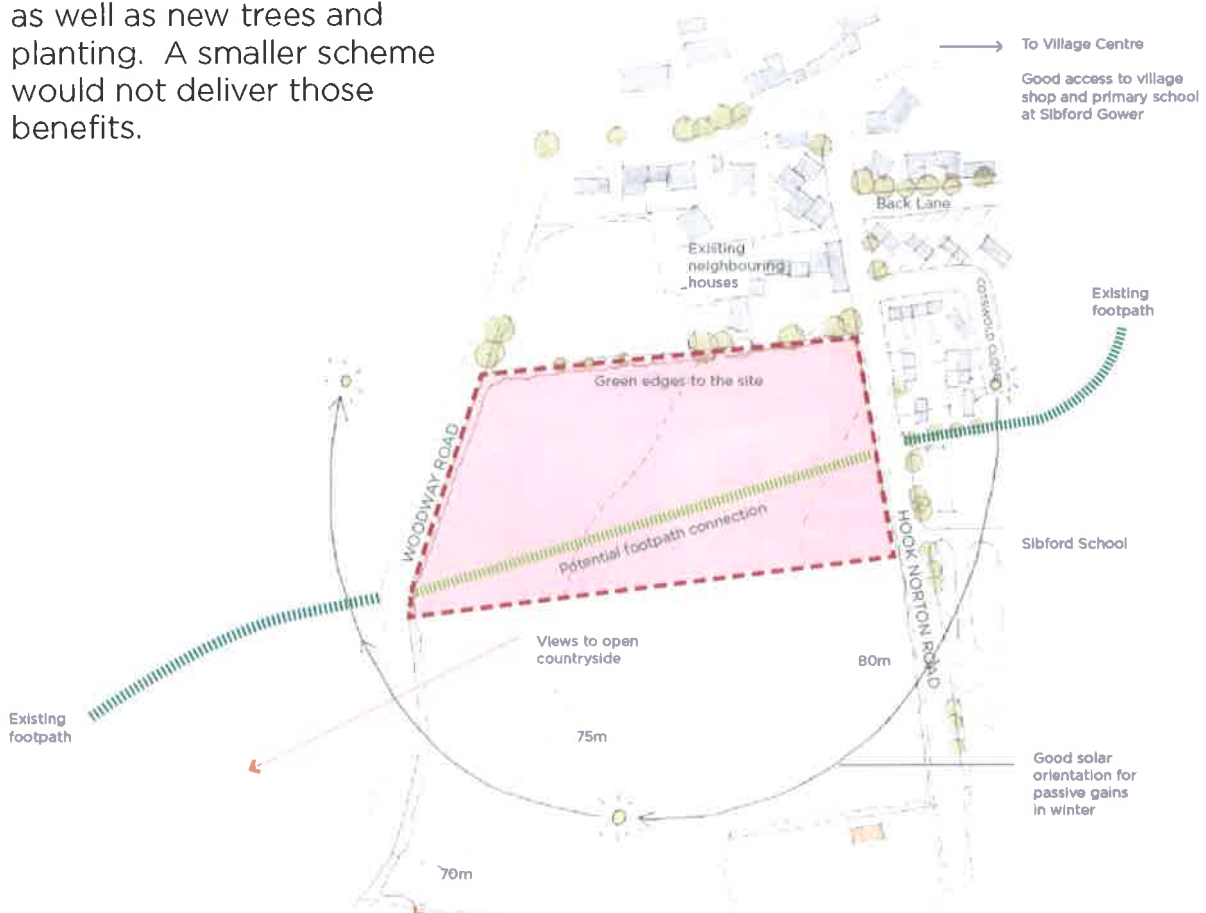 as well as new trees and
planting. A smaller scheme
would not deliver those
benefits.
To Village Centre
Good access to village
shop and primary school
at Sibford Gower
Back Lane
Existing
neighbouring
houses
COTSWOLD CLOSE
Existing
footpath
Green edges to the site
WOODWAY ROAD
Potential footpath connection
HOOK NORTON ROAD
Sibford School
Views to open
countryside
80m
Existing
footpath
75m
Good solar
orientation for
passive gains
in winter
70m